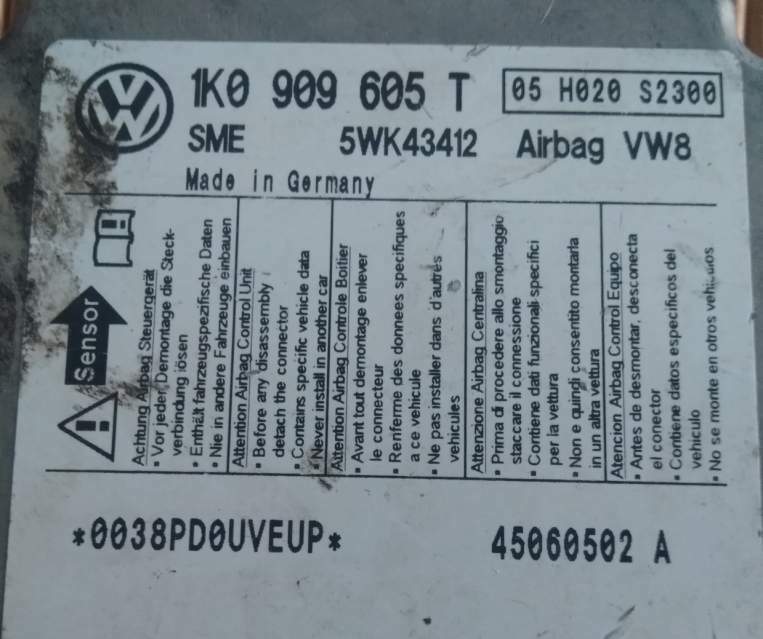 1K0 909 605 T
05 H020 S2300
SME 5WK43412 Airbag VW8
Made in Germany
Sensor
Achtung Airbag Steuergerät
• Vor jeder Demontage die Steck-
verbindung lösen
• Enthält fahrzeugspezifische Daten
• Nie in andere Fahrzeuge einbauen
Attention Airbag Control Unit
• Before any disassembly
detach the connector
• Contains specific vehicle data
• Never install in another car
Attention Airbag Controle Boitier
• Avant tout demontage enlever
le connecteur
• Renferme des donnees specifiques
a ce vehicule
• Ne pas installer dans d'autres
vehicules
Attenzione Airbag Centralina
• Prima di procedere allo smontaggio
staccare il connessione
• Contiene dati funzionali specifici
per la vettura
• Non e quindi consentito montarla
in un altra vettura
Atencion Airbag Control Equipo
• Antes de desmontar, desconecta
el conector
• Contiene datos especificos del
vehiculo
• No se monte en otros vehiculos
*0038PD0UVEUP*
45060502 A